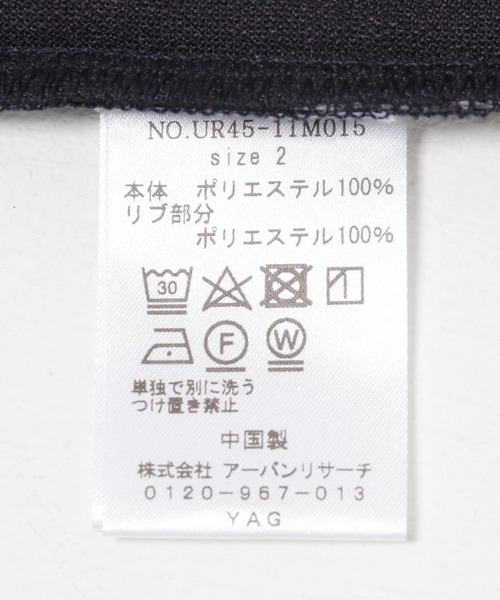 NO.UR45-11M015
size 2
本体 ポリエステル100%
リブ部分
ポリエステル100%
30
F W
単独で別に洗う
つけ置き禁止
中国製
株式会社 アーバンリサーチ
0120-967-013
YAG